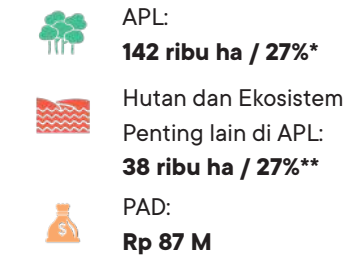 APL:
142 ribu ha / 27%*
Hutan dan Ekosistem
Penting lain di APL:
38 ribu ha / 27%**
PAD:
$
Rp 87 M